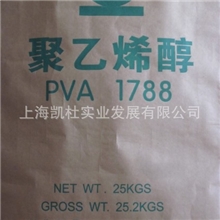 聚乙烯醇
PVA 1788
上海凯杜实业发展有限公司
NET WT. 25KGS
GROSS WT. 25.2KGS